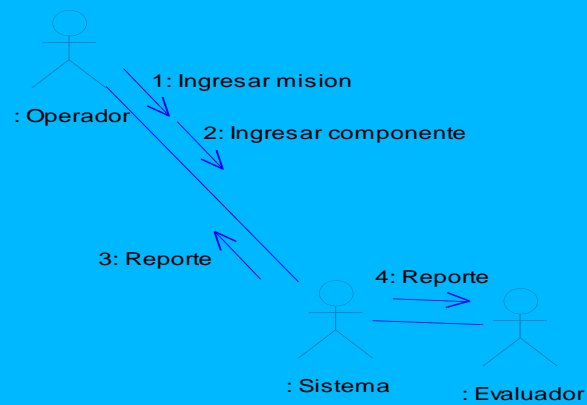 1: Ingresar mision
: Operador
2: Ingresar componente
3: Reporte
4: Reporte
: Sistema
: Evaluador